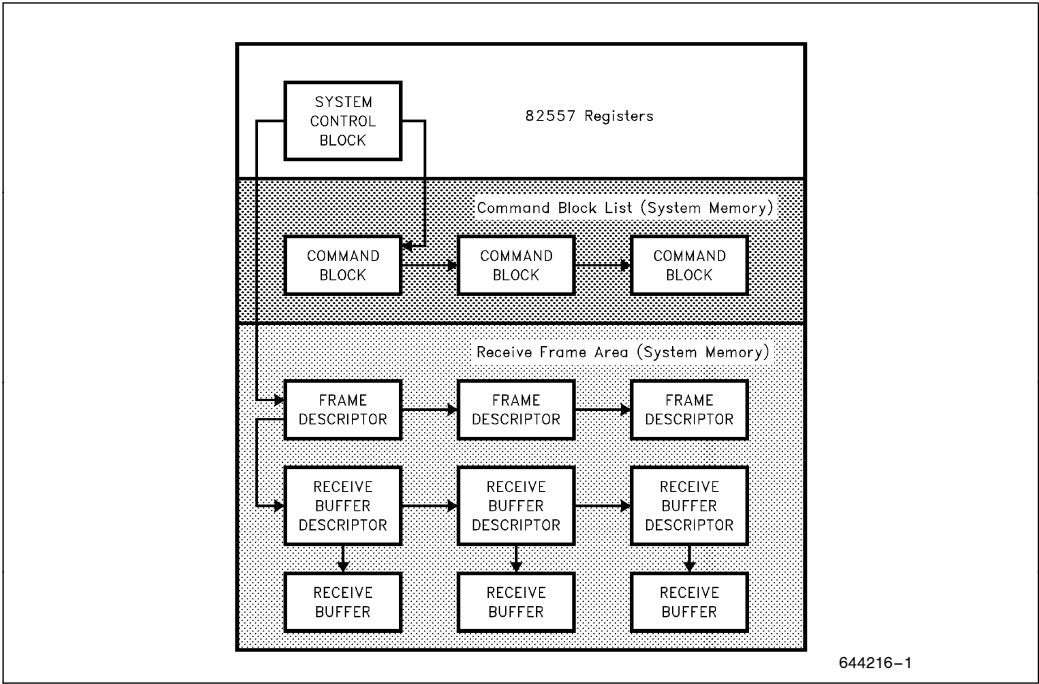 SYSTEM
CONTROL
BLOCK
82557 Registers
Command Block List (System Memory)
COMMAND
BLOCK
COMMAND
BLOCK
COMMAND
BLOCK
Receive Frame Area (System Memory)
FRAME
DESCRIPTOR
FRAME
DESCRIPTOR
FRAME
DESCRIPTOR
RECEIVE
BUFFER
DESCRIPTOR
RECEIVE
BUFFER
DESCRIPTOR
RECEIVE
BUFFER
DESCRIPTOR
RECEIVE
BUFFER
RECEIVE
BUFFER
RECEIVE
BUFFER
644216–1